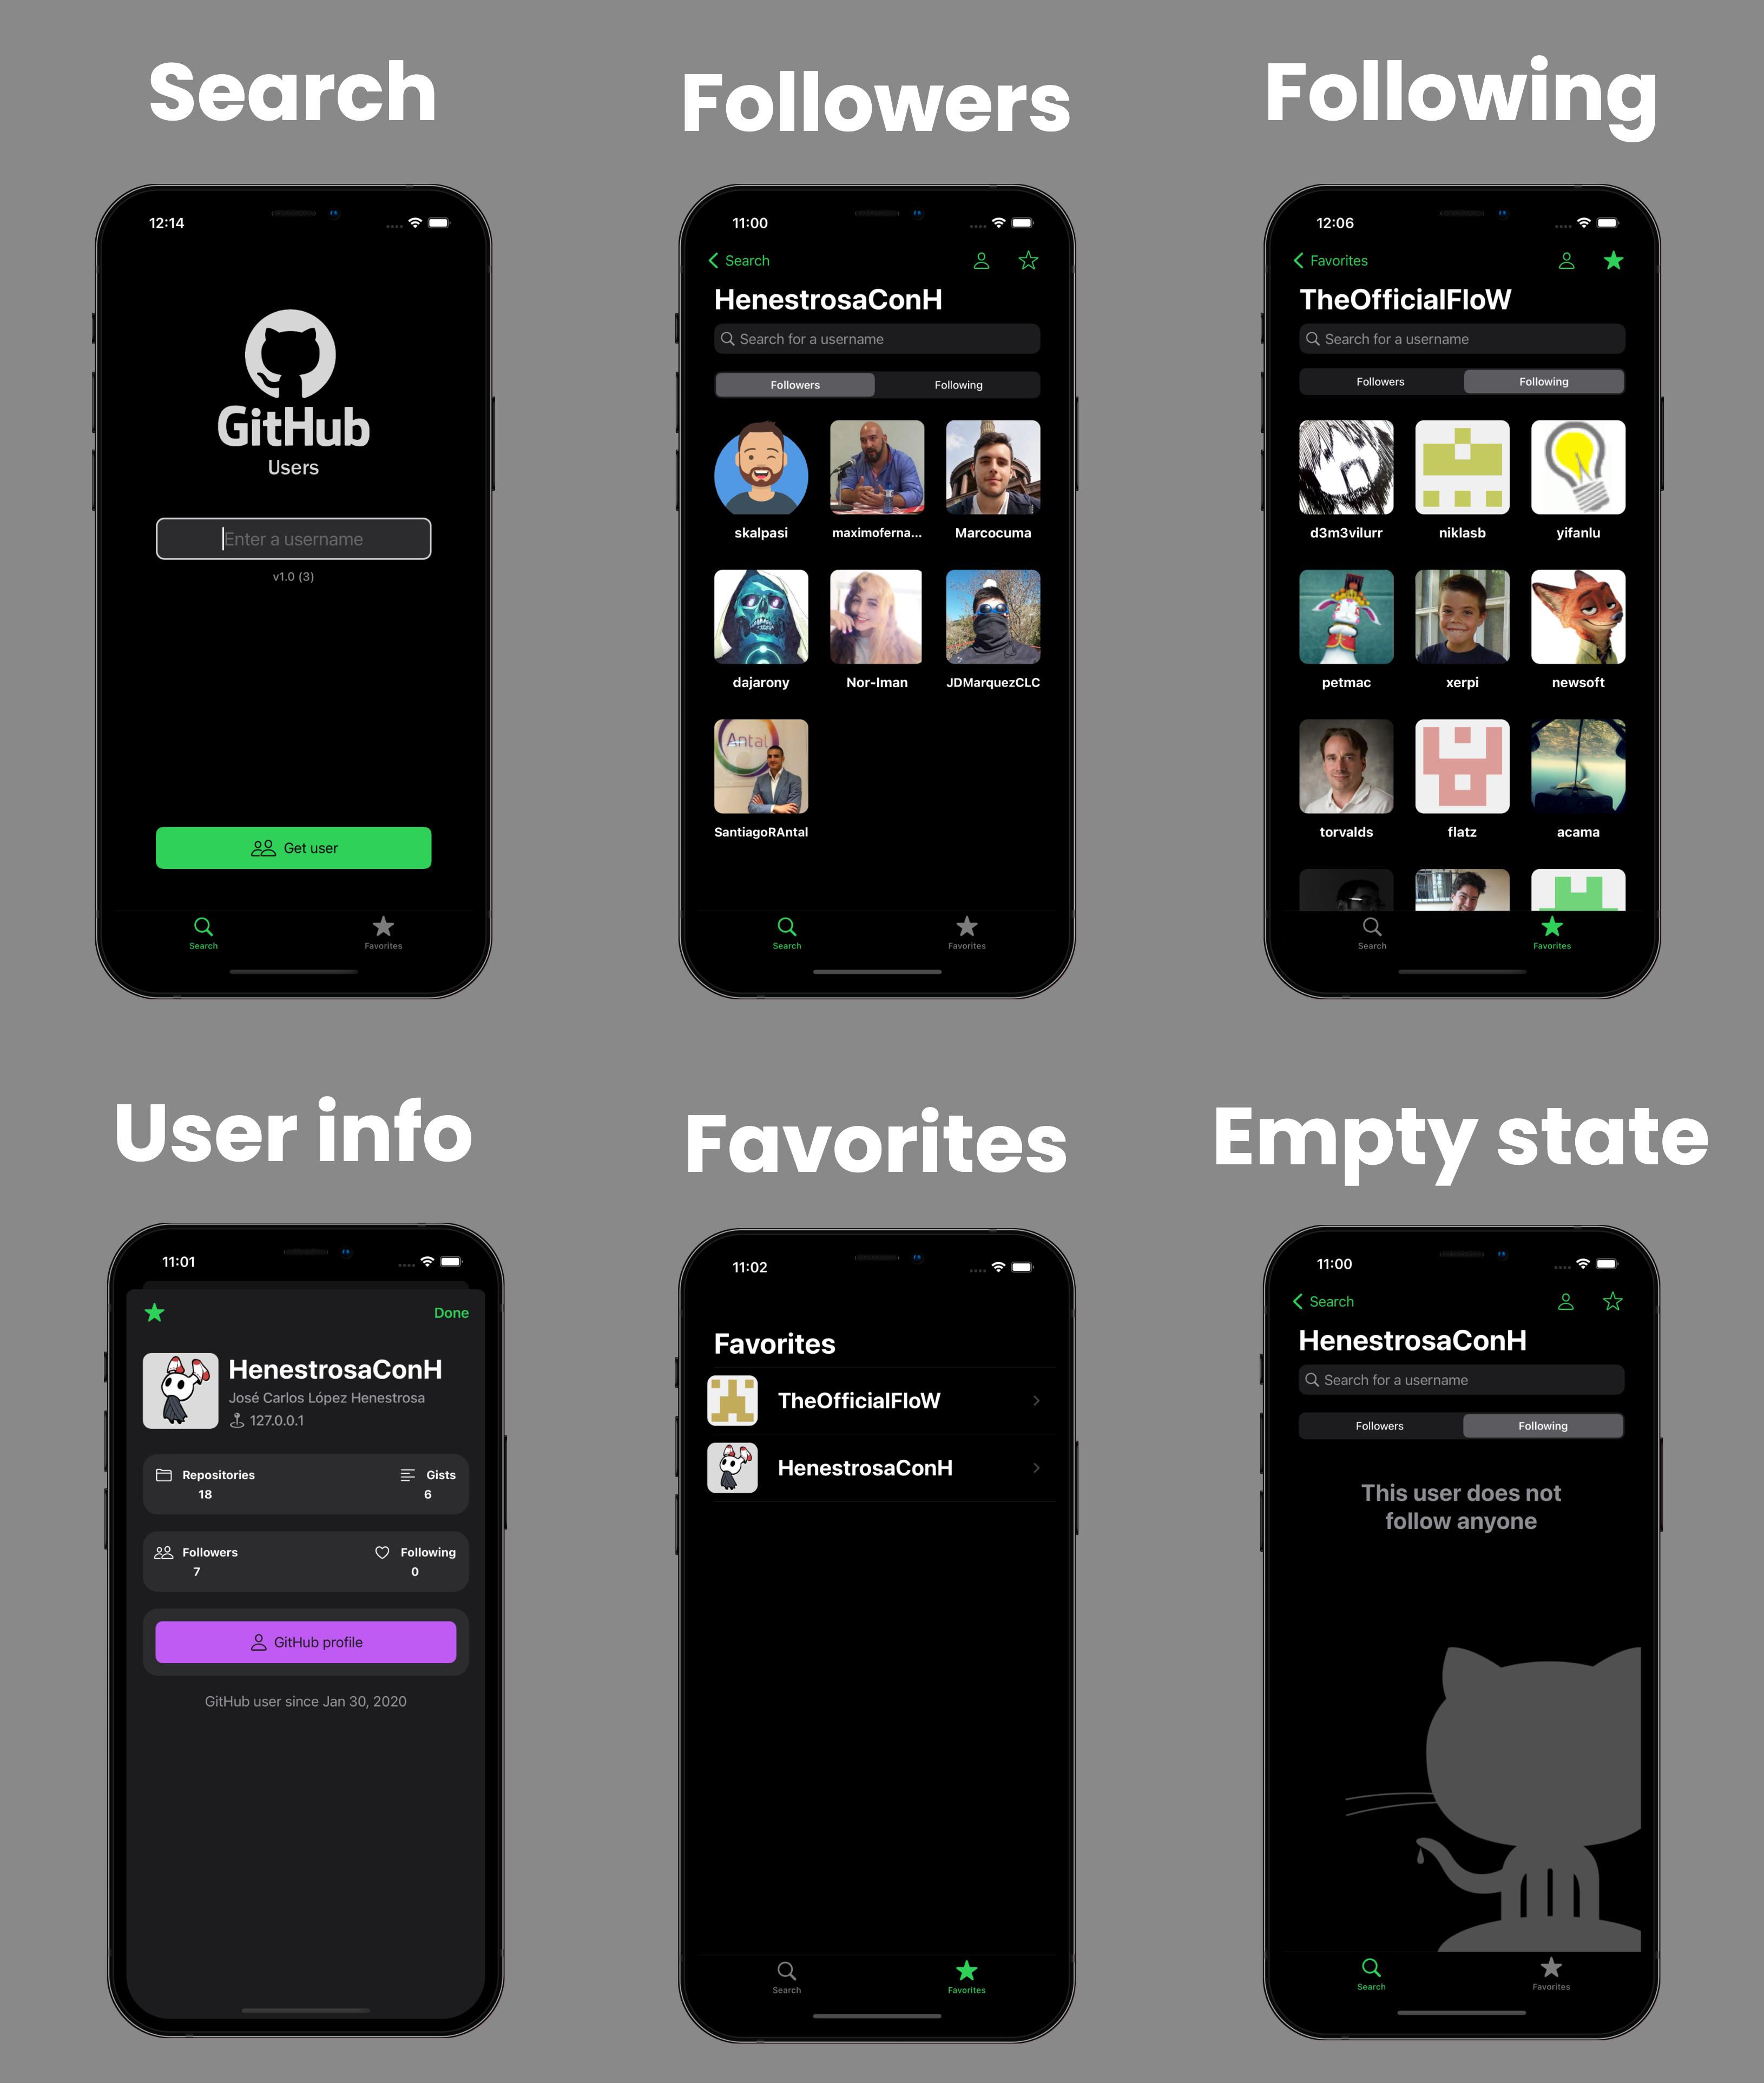 Search
Followers
Following
12:14
GitHub
Users
Enter a username
v1.0 (3)
Get user
Search
Favorites
11:00
Search
HenestrosaConH
Search for a username
Followers
Following
skalpasi
maximoferna...
Marcocuma
dajarony
Nor-Iman
JDMarquezCLC
Antal
SantiagoRAntal
Search
Favorites
12:06
Favorites
TheOfficialFloW
Search for a username
Followers
Following
d3m3vilurr
niklasb
yifanlu
petmac
xerpi
newsoft
torvalds
flatz
acama
Search
Favorites
User info
Favorites
Empty state
11:01
Done
HenestrosaConH
José Carlos López Henestrosa
127.0.0.1
Repositories
18
Gists
6
Followers
7
Following
0
GitHub profile
GitHub user since Jan 30, 2020
11:02
Favorites
TheOfficialFloW
HenestrosaConH
Search
Favorites
11:00
Search
HenestrosaConH
Search for a username
Followers
Following
This user does not
follow anyone
Search
Favorites